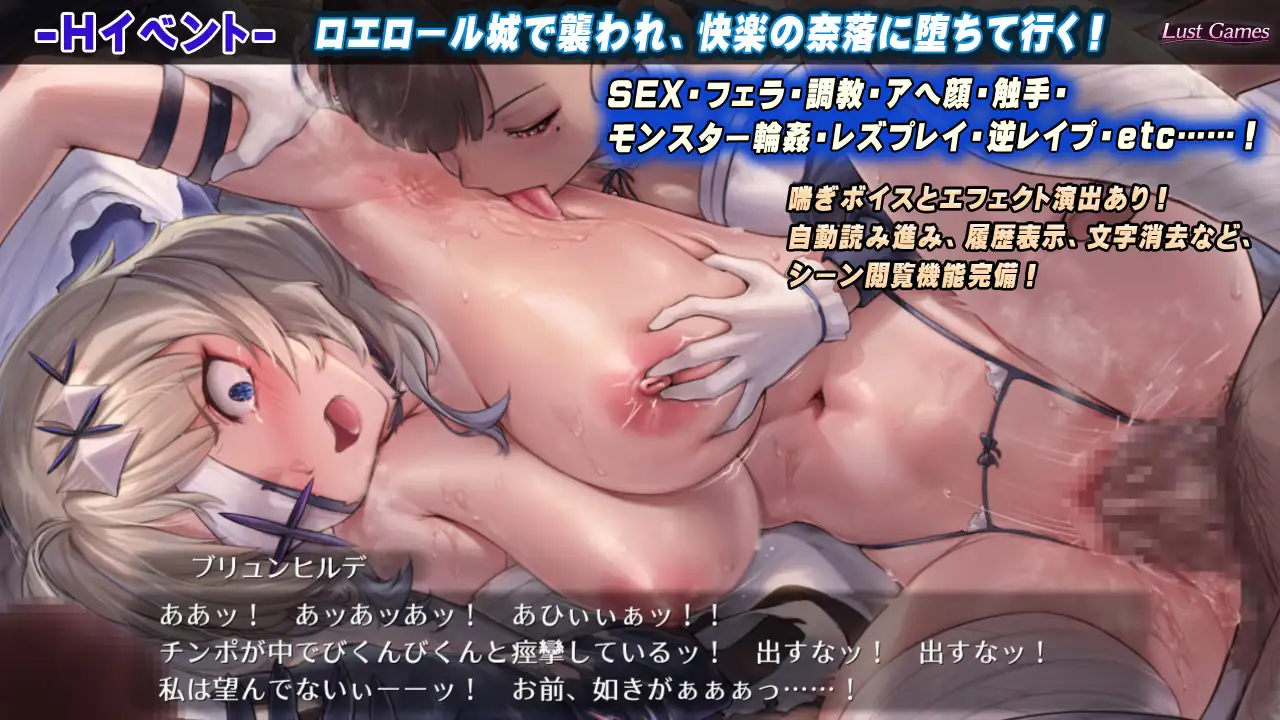 -Hイベント-
ロエロール城で襲われ、快楽の奈落に堕ちて行く！
Lust Games
SEX・フェラ・調教・アヘ顔・触手・
モンスター輪姦・レズプレイ・逆レイプ・etc……！
喘ぎボイスとエフェクト演出あり！
自動読み進み、履歴表示、文字消去など、
シーン閲覧機能完備！
ブリュンヒルデ
ああッ！　あッあッあッ！　あひぃぃぁッ！！
チンポが中でびくんびくんと痙攣しているッ！　出すなッ！　出すなッ！
私は望んでないぃーーッ！　お前、如きがぁぁぁっ……！